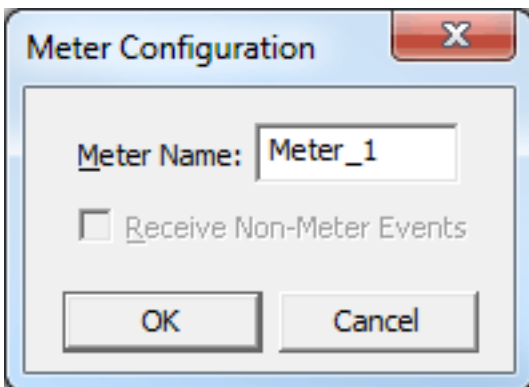 Meter Configuration
Meter Name: Meter_1
Receive Non-Meter Events
OK Cancel